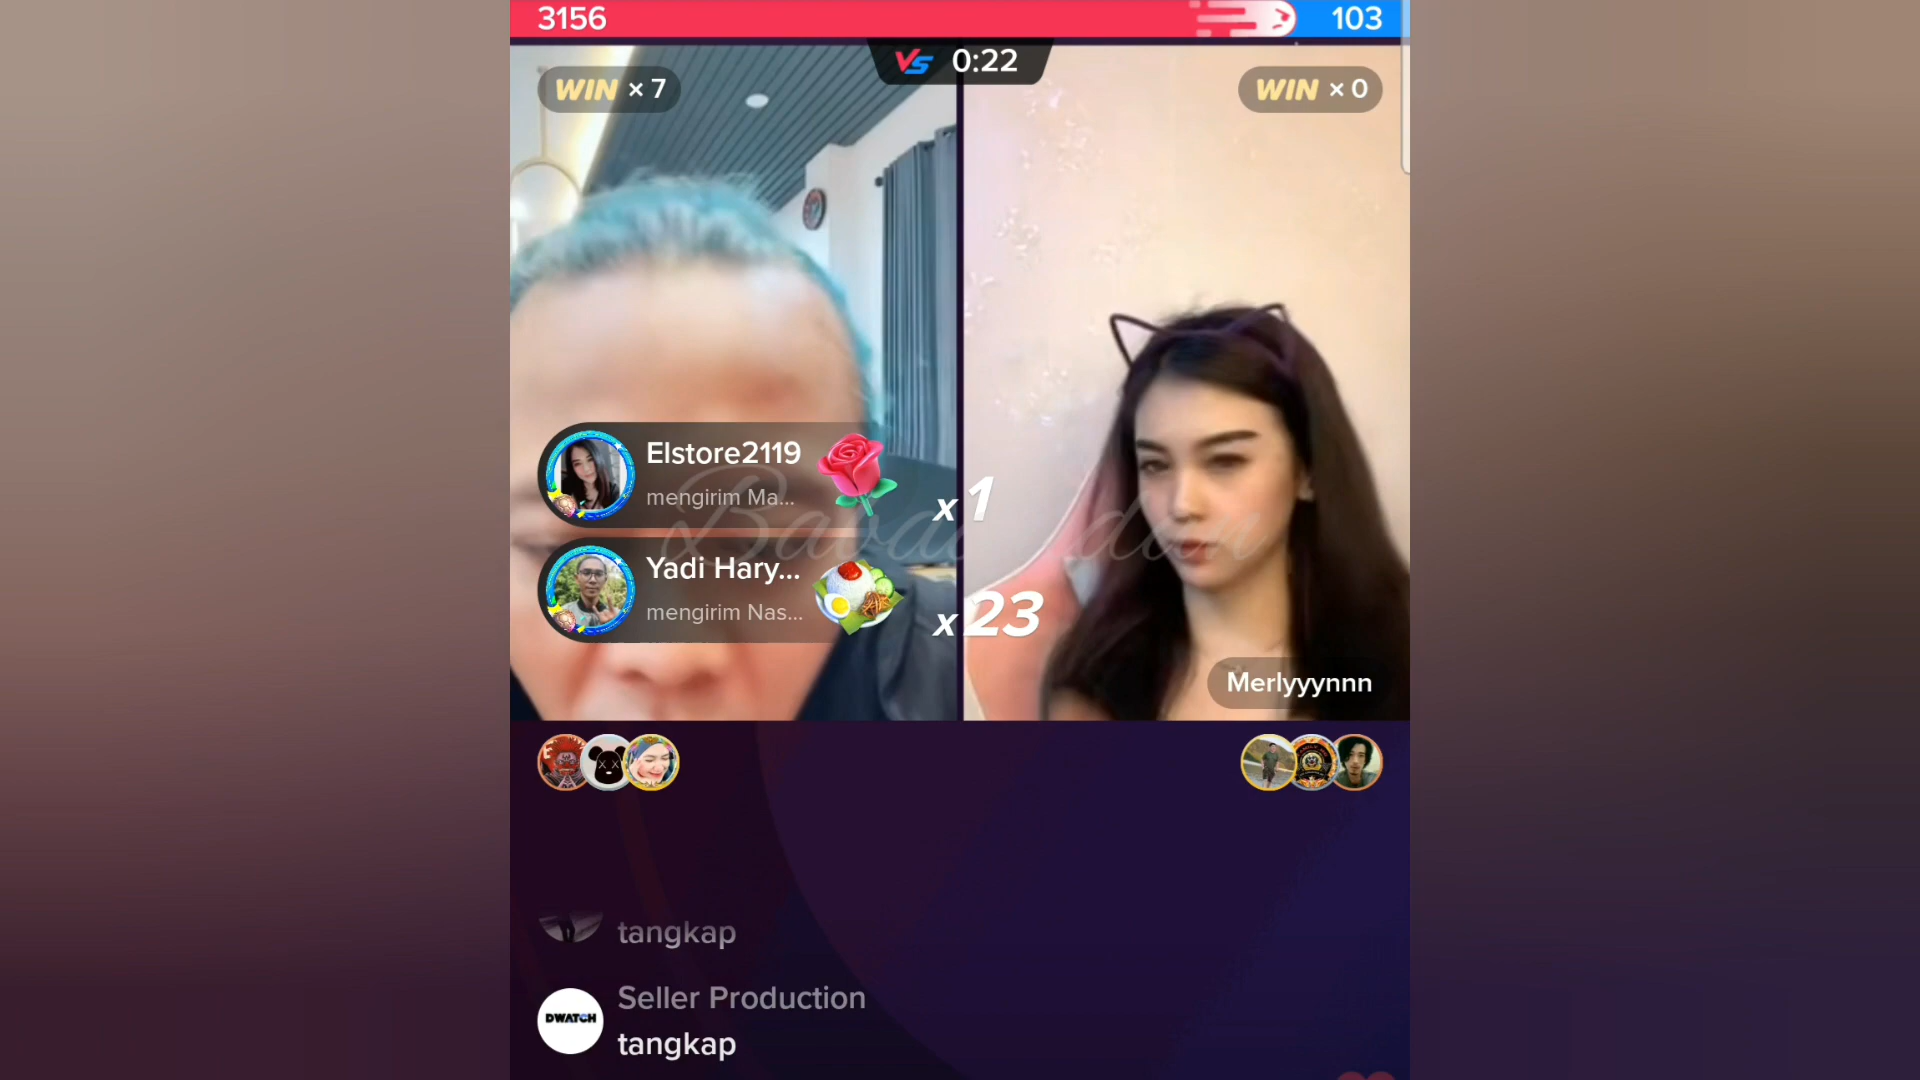 3156
103
VS 0:22
WIN × 7
WIN × 0
Elstore2119
mengirim Ma...
x1
Yadi Hary...
mengirim Nas...
x23
Merlyyynnn
tangkap
Seller Production
DWATCH
tangkap